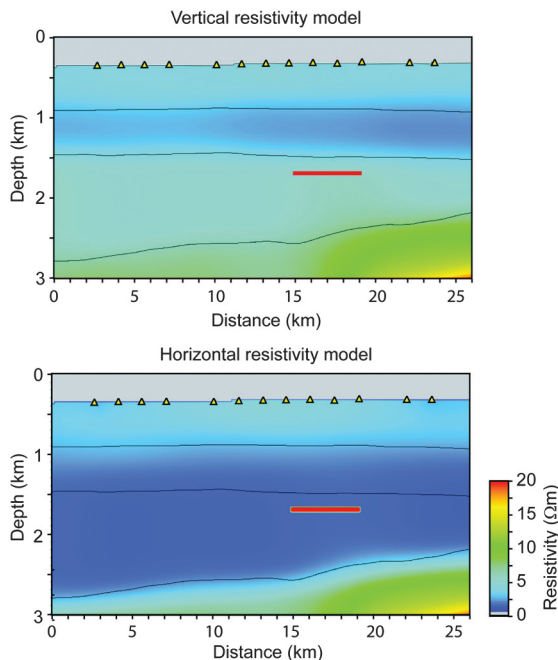 Vertical resistivity model
0
1
2
3
Depth (km)
0 5 10 15 20 25
Distance (km)
Horizontal resistivity model
0
1
2
3
Depth (km)
0 5 10 15 20 25
Distance (km)
20
15
10
5
0
Resistivity (Ωm)